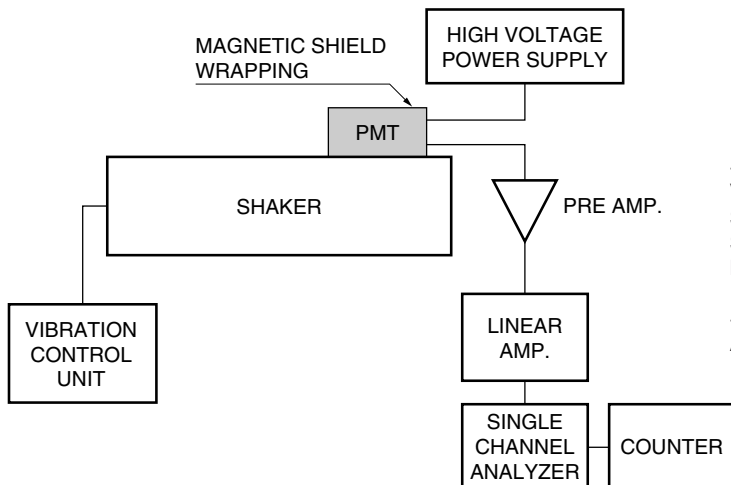 HIGH VOLTAGE
POWER SUPPLY
MAGNETIC SHIELD
WRAPPING
PMT
SHAKER
PRE AMP.
VIBRATION
CONTROL
UNIT
LINEAR
AMP.
SINGLE
CHANNEL
ANALYZER
COUNTER